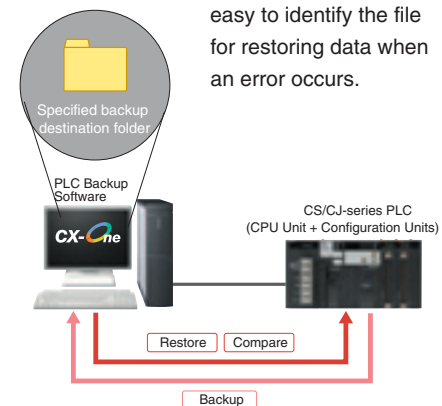 easy to identify the file
for restoring data when
an error occurs.
Specified backup
destination folder
PLC Backup
Software
CX-One
CS/CJ-series PLC
(CPU Unit + Configuration Units)
Restore
Compare
Backup